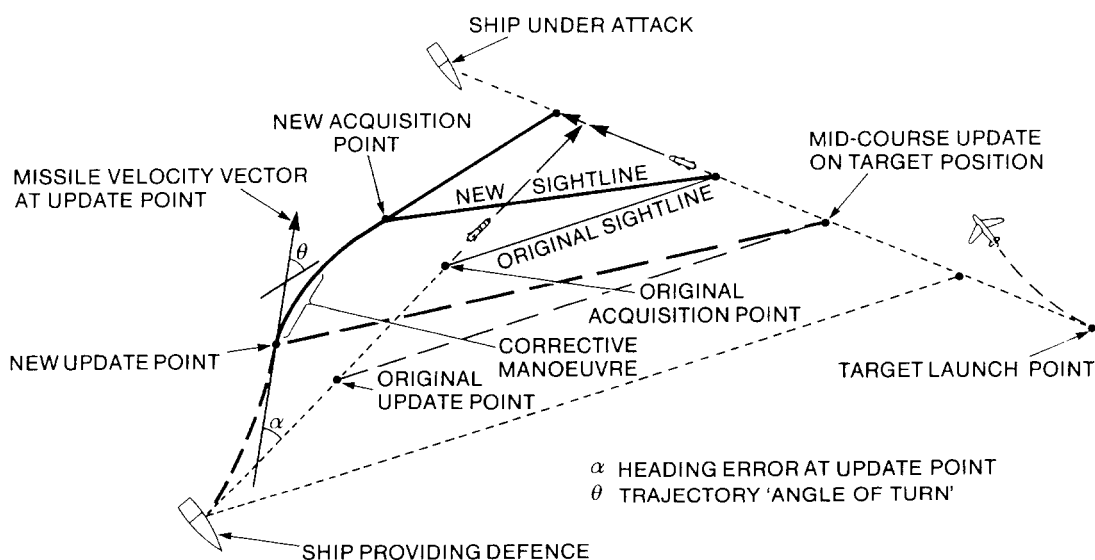 SHIP UNDER ATTACK
NEW ACQUISITION
POINT
MID-COURSE UPDATE
ON TARGET POSITION
MISSILE VELOCITY VECTOR
AT UPDATE POINT
NEW SIGHTLINE
ORIGINAL SIGHTLINE
θ
ORIGINAL
ACQUISITION POINT
NEW UPDATE POINT
CORRECTIVE
MANOEUVRE
TARGET LAUNCH POINT
ORIGINAL
UPDATE POINT
α
α HEADING ERROR AT UPDATE POINT
θ TRAJECTORY 'ANGLE OF TURN'
SHIP PROVIDING DEFENCE